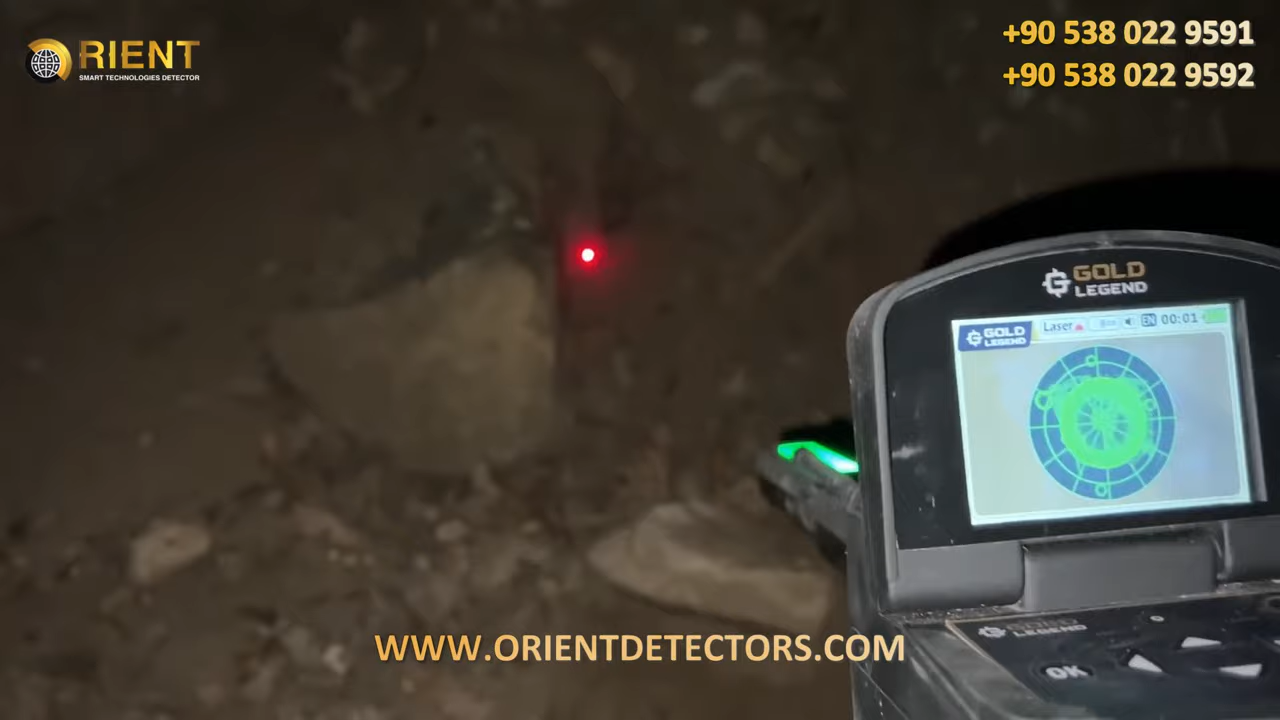 ORIENT
SMART TECHNOLOGIES DETECTOR
+90 538 022 9591
+90 538 022 9592
GOLD
LEGEND
GOLD
LEGEND
Laser
EN
00:01
GOLD
LEGEND
OK
WWW.ORIENTDETECTORS.COM